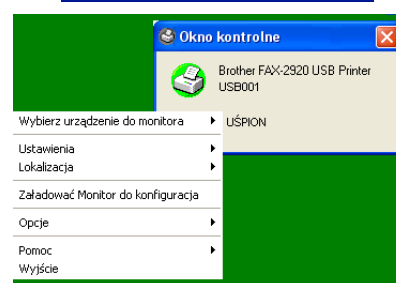 Okno kontrolne
Brother FAX-2920 USB Printer
USB001
Wybierz urządzenie do monitora
UŚPION
Ustawienia
Lokalizacja
Załadować Monitor do konfiguracja
Opcje
Pomoc
Wyjście